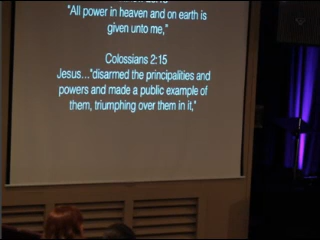 "All power in heaven and on earth is
given unto me,"
Colossians 2:15
Jesus..."disarmed the principalities and
powers and made a public example of
them, triumphing over them in it,"